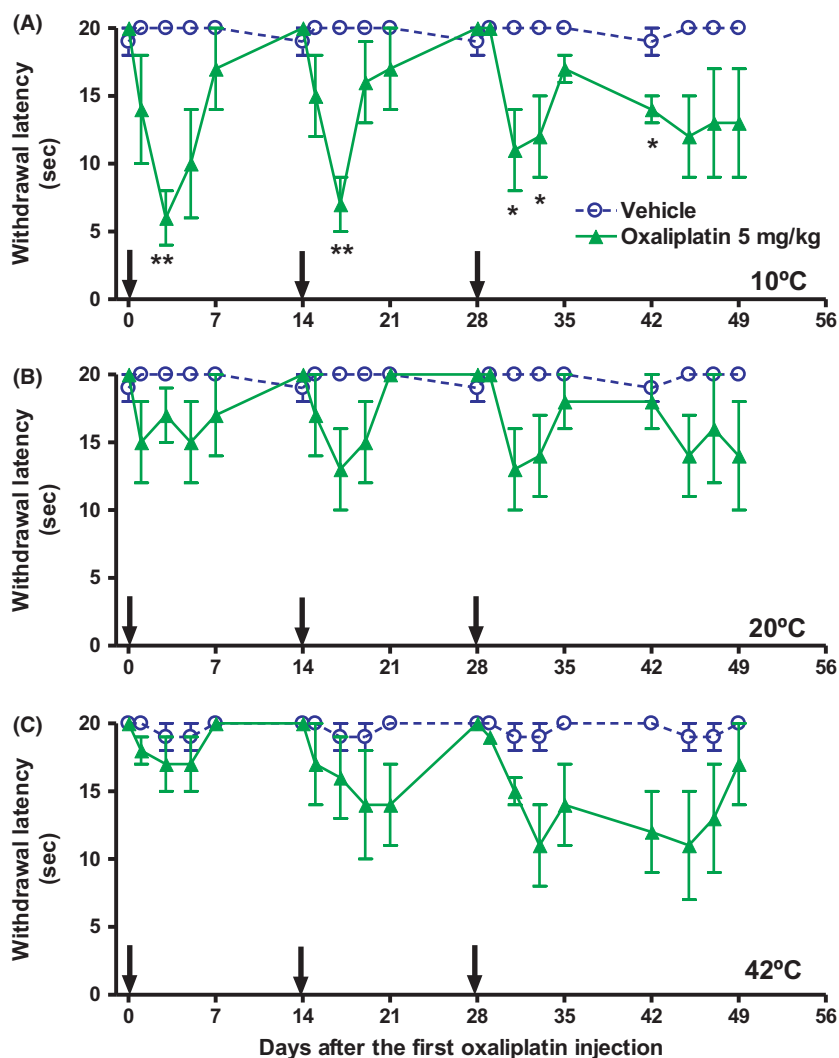 (A)
Withdrawal latency
(sec)
20
15
10
5
0
** ** * * *
Vehicle
Oxaliplatin 5 mg/kg
10ºC
0 7 14 21 28 35 42 49 56
(B)
Withdrawal latency
(sec)
20
15
10
5
0
20ºC
0 7 14 21 28 35 42 49 56
(C)
Withdrawal latency
(sec)
20
15
10
5
0
42ºC
0 7 14 21 28 35 42 49 56
Days after the first oxaliplatin injection